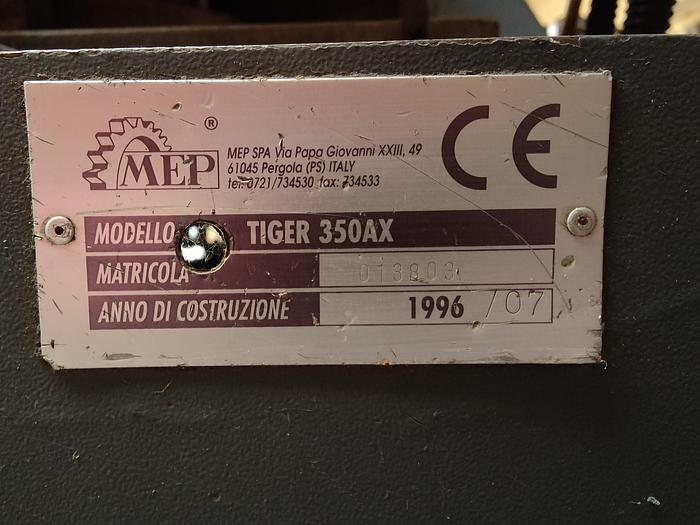 MEP
®
MEP SPA Via Papa Giovanni XXIII, 49
61045 Pergola (PS) ITALY
tel. 0721/734530 fax: 734533
CE
MODELLO TIGER 350AX
MATRICOLA 013803
ANNO DI COSTRUZIONE 1996 /07